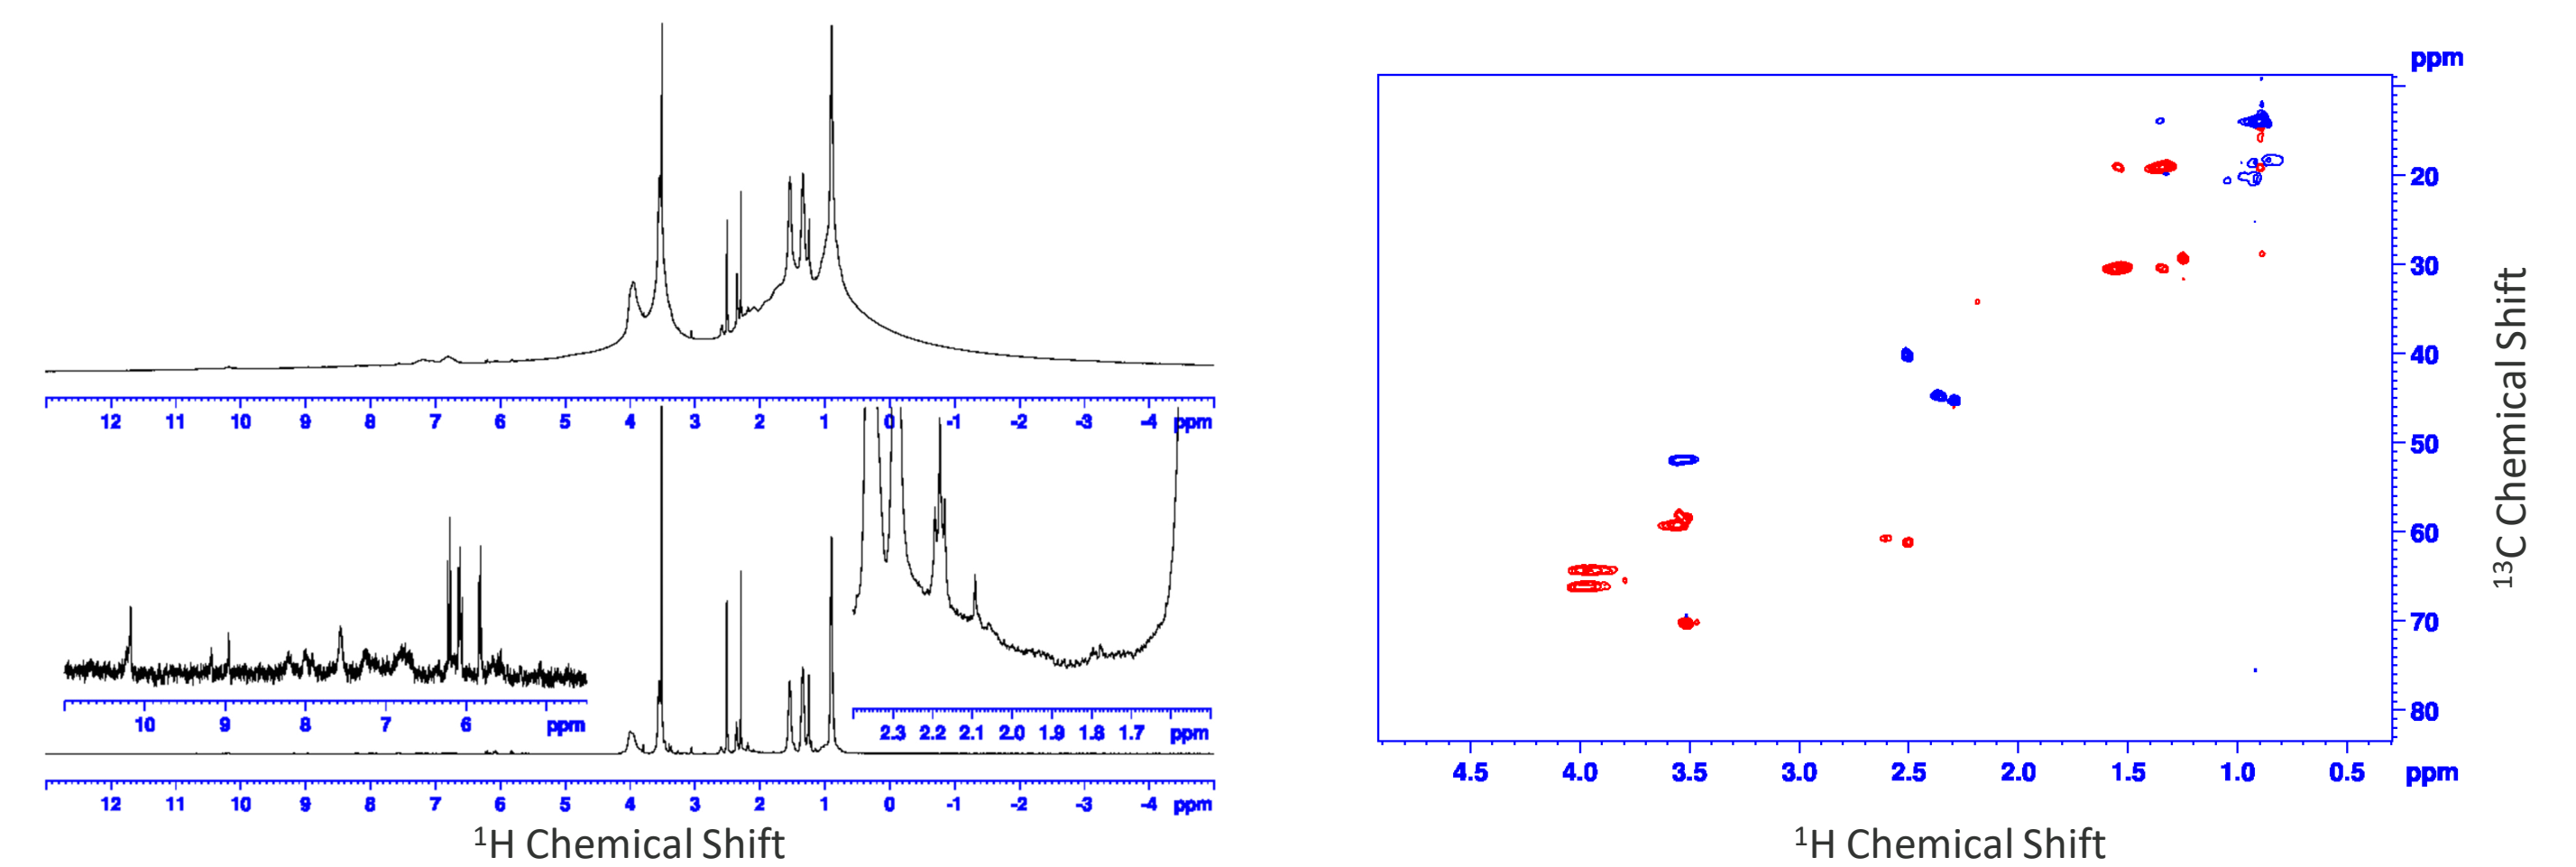 12 11 10 9 8 7 6 5 4 3 2 1 0 -1 -2 -3 -4 ppm
10 9 8 7 6 ppm
2.3 2.2 2.1 2.0 1.9 1.8 1.7 ppm
12 11 10 9 8 7 6 5 4 3 2 1 0 -1 -2 -3 -4 ppm
¹H Chemical Shift
ppm
20
30
40
50
60
70
80
4.5 4.0 3.5 3.0 2.5 2.0 1.5 1.0 0.5 ppm
¹H Chemical Shift
¹³C Chemical Shift